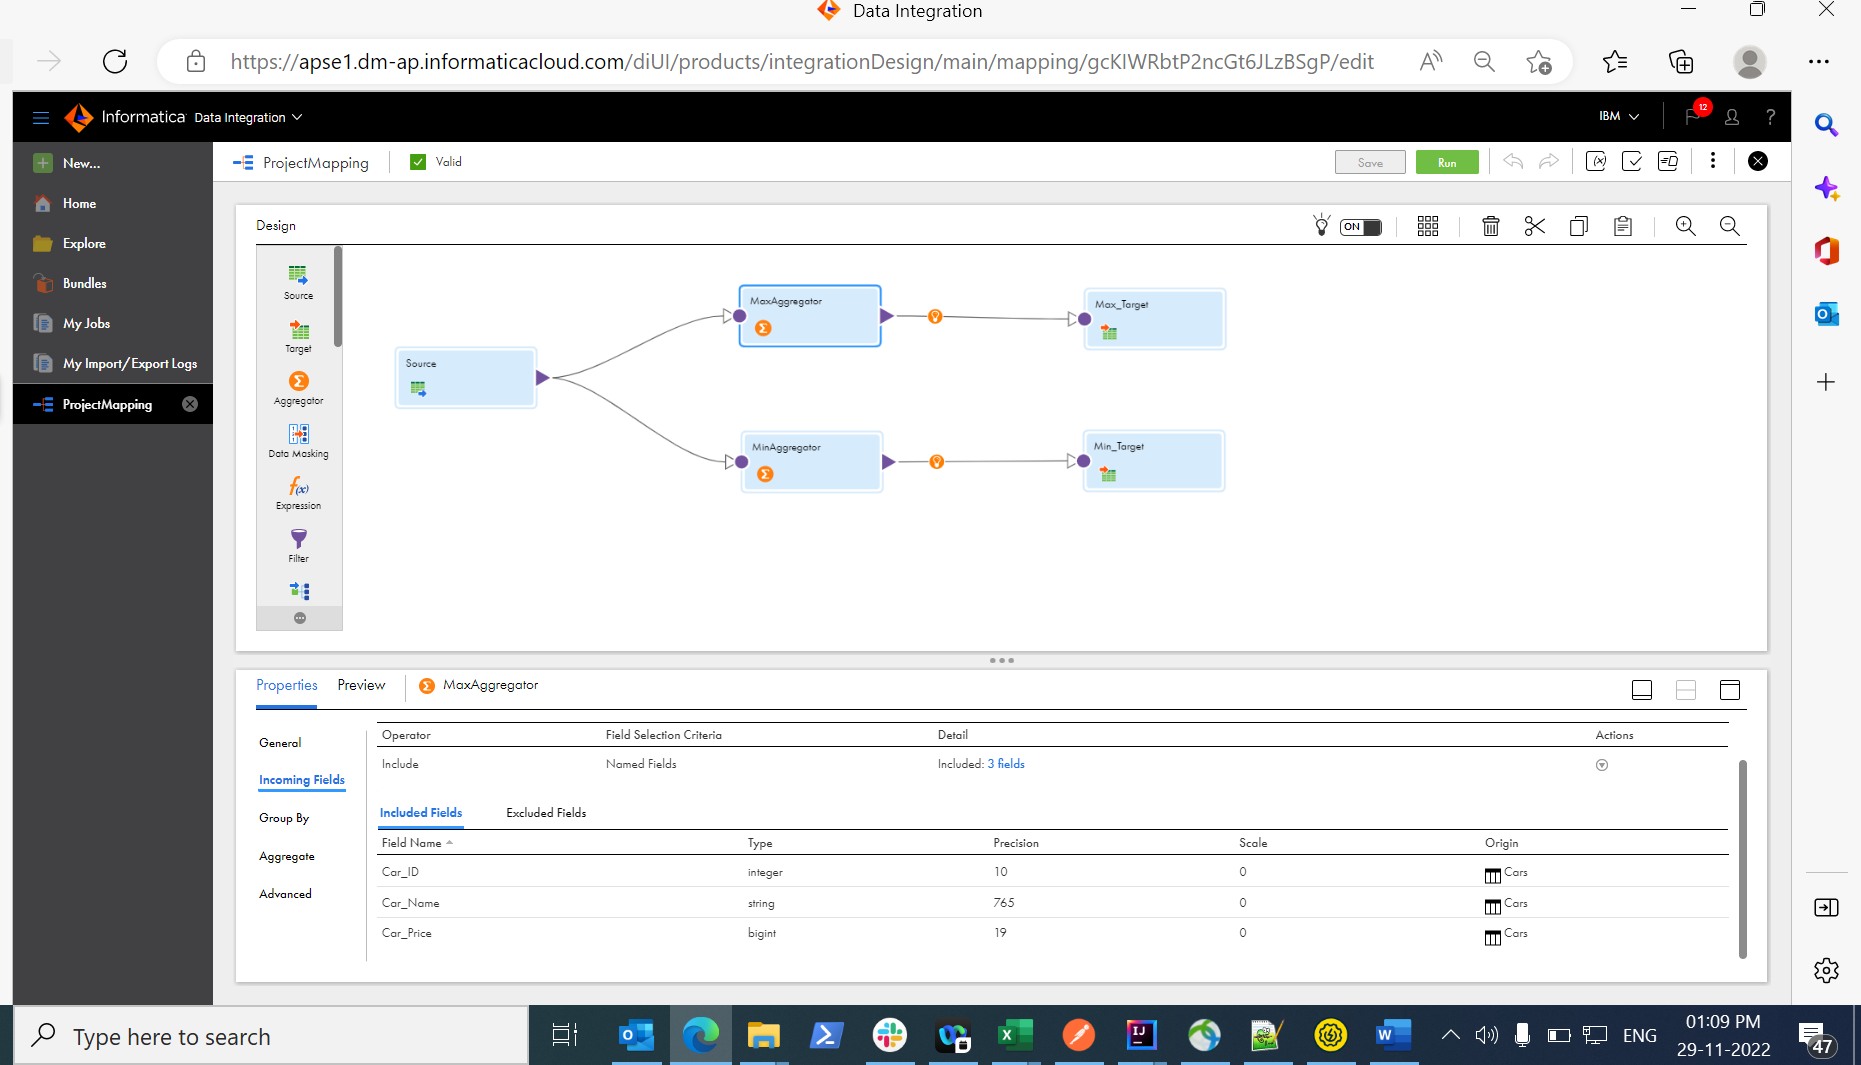 Data Integration
https://apse1.dm-ap.informaticacloud.com/diUI/products/integrationDesign/main/mapping/gcKIWRbtP2ncGt6JLzBSgP/edit
Informatica Data Integration
IBM
12
?
New...
Home
Explore
Bundles
My Jobs
My Import/Export Logs
ProjectMapping
ProjectMapping
Valid
Save
Run
Design
ON
Source
Target
Aggregator
Data Masking
Expression
Filter
Source
MaxAggregator
Max_Target
MinAggregator
Min_Target
Properties
Preview
MaxAggregator
General
Incoming Fields
Group By
Aggregate
Advanced
Operator Field Selection Criteria Detail Actions
Include Named Fields Included: 3 fields
Included Fields Excluded Fields
Field Name Type Precision Scale Origin
Car_ID integer 10 0 Cars
Car_Name string 765 0 Cars
Car_Price bigint 19 0 Cars
Type here to search
ENG
01:09 PM
29-11-2022
47